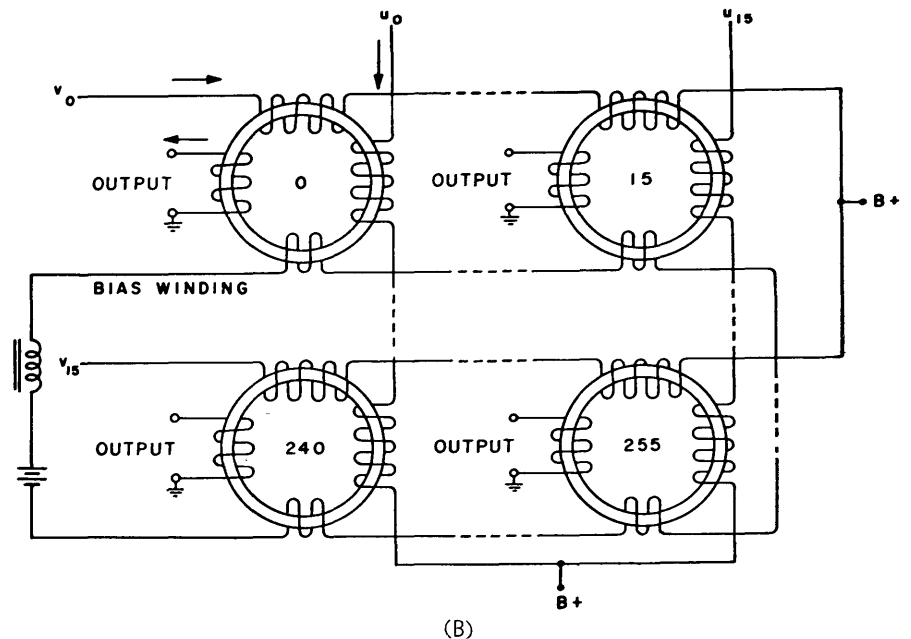 u₀ u₁₅
v₀
OUTPUT 0 OUTPUT 15 B+
BIAS WINDING
v₁₅
OUTPUT 240 OUTPUT 255
B+
(B)